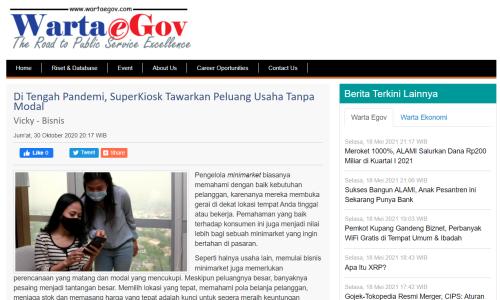 www.wartaegov.com
Warta eGov
The Road to Public Service Excellence
Home
Riset & Database
Event
About Us
Career Oportunities
Contact Us
Di Tengah Pandemi, SuperKiosk Tawarkan Peluang Usaha Tanpa
Modal
Vicky - Bisnis
Jum'at, 30 Oktober 2020 20:17 WIB
Like 0
Tweet
Share
Pengelola minimarket biasanya
memahami dengan baik kebutuhan
pelanggan, karenanya mereka membuka
gerai di dekat lokasi tempat Anda tinggal
atau bekerja. Pemahaman yang baik
terhadap konsumen ini juga menjadi nilai
lebih bagi sebuah minimarket yang ingin
bertahan di pasaran.
Seperti halnya usaha lain, memulai bisnis
minimarket juga memerlukan
perencanaan yang matang dan modal yang mencukupi. Meskipun peluangnya besar, banyaknya
pesaing menjadi tantangan besar. Memilih lokasi yang tepat, memahami pola belanja pelanggan,
menjaga stok dan memasang harga yang tepat adalah kunci untuk segera meraih keuntungan
Berita Terkini Lainnya
Warta Egov
Warta Ekonomi
Selasa, 18 Mei 2021 21:17 WIB
Meroket 1000%, ALAMI Salurkan Dana Rp200
Miliar di Kuartal I 2021
Selasa, 18 Mei 2021 21:06 WIB
Sukses Bangun ALAMI, Anak Pesantren ini
Sekarang Punya Bank
Selasa, 18 Mei 2021 19:03 WIB
Pemkot Kupang Gandeng Biznet, Perbanyak
WiFi Gratis di Tempat Umum & Ibadah
Selasa, 18 Mei 2021 18:43 WIB
Apa Itu XRP?
Selasa, 18 Mei 2021 17:42 WIB
Gojek-Tokopedia Resmi Merger, CIPS: Aturan